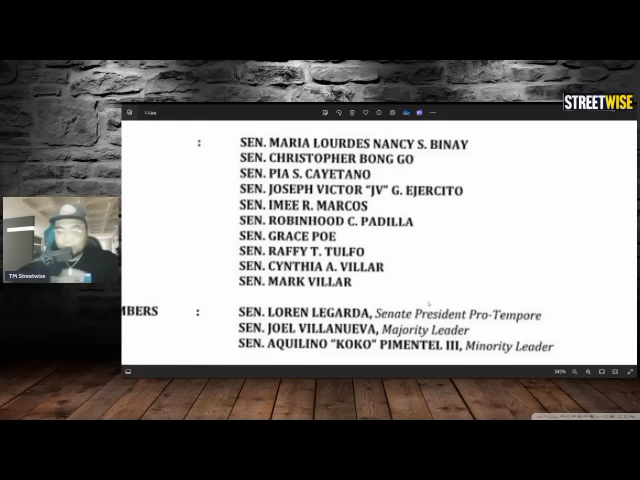 STREETWISE
: SEN. MARIA LOURDES NANCY S. BINAY
SEN. CHRISTOPHER BONG GO
SEN. PIA S. CAYETANO
SEN. JOSEPH VICTOR "JV" G. EJERCITO
SEN. IMEE R. MARCOS
SEN. ROBINHOOD C. PADILLA
SEN. GRACE POE
SEN. RAFFY T. TULFO
SEN. CYNTHIA A. VILLAR
SEN. MARK VILLAR
MBERS : SEN. LOREN LEGARDA, Senate President Pro-Tempore
SEN. JOEL VILLANUEVA, Majority Leader
SEN. AQUILINO "KOKO" PIMENTEL III, Minority Leader
TM Streetwise